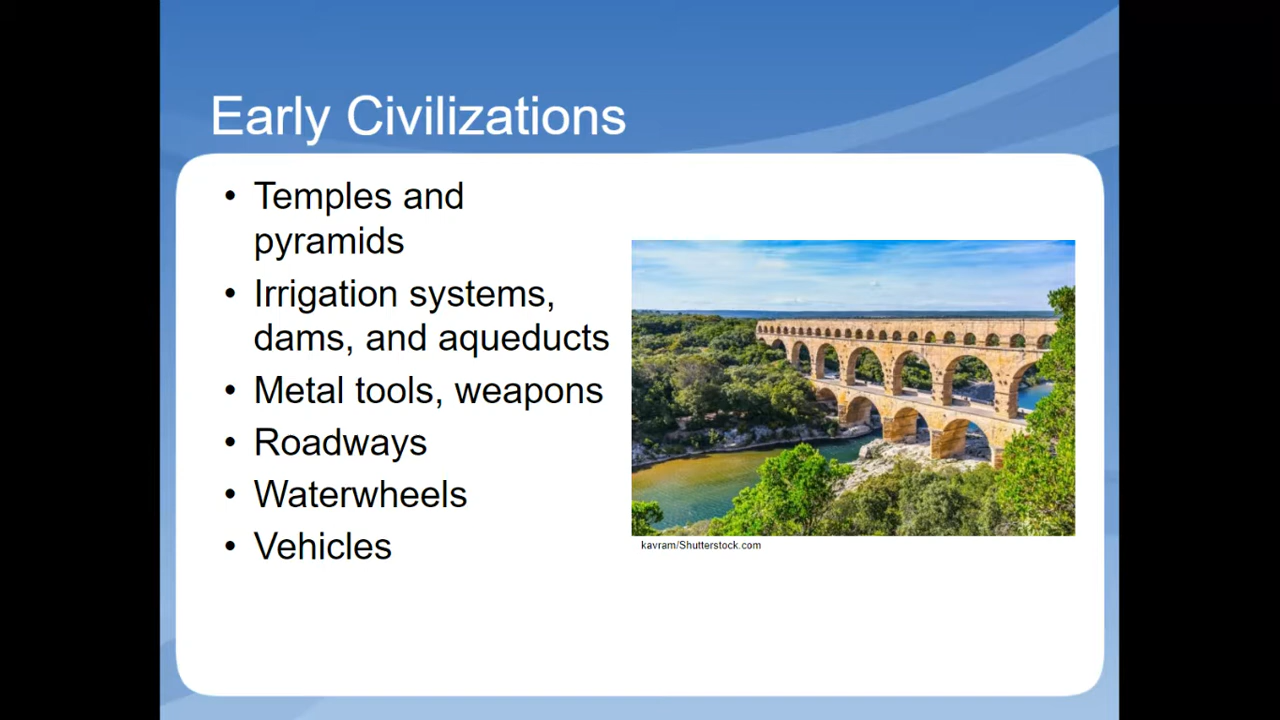 Early Civilizations
• Temples and
pyramids
• Irrigation systems,
dams, and aqueducts
• Metal tools, weapons
• Roadways
• Waterwheels
• Vehicles
kavram/Shutterstock.com